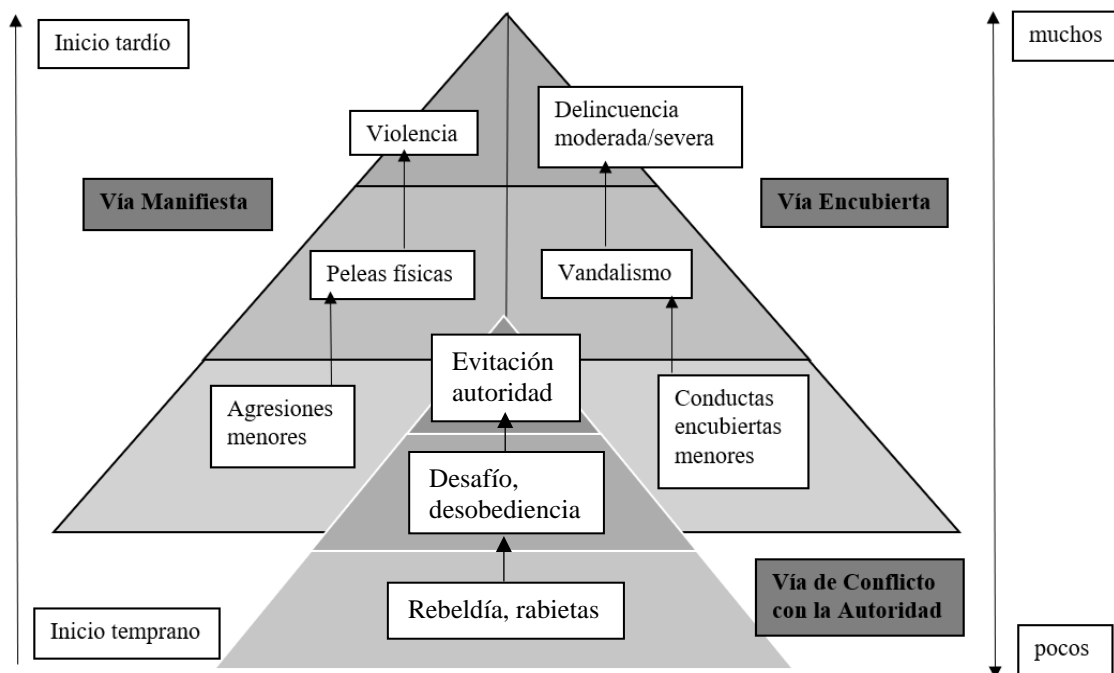 Inicio tardío
muchos
Violencia
Delincuencia
moderada/severa
Vía Manifiesta
Vía Encubierta
Peleas físicas
Vandalismo
Evitación
autoridad
Agresiones
menores
Conductas
encubiertas
menores
Desafío,
desobediencia
Vía de Conflicto
con la Autoridad
Rebeldía, rabietas
Inicio temprano
pocos